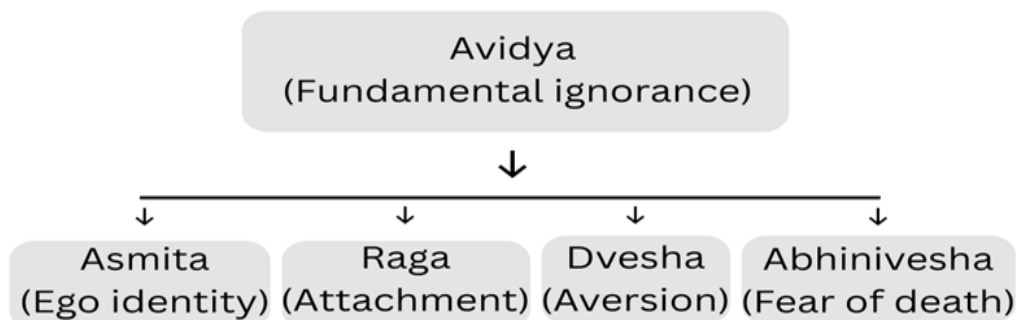 Avidya
(Fundamental ignorance)
Asmita
(Ego identity)
Raga
(Attachment)
Dvesha
(Aversion)
Abhinivesha
(Fear of death)